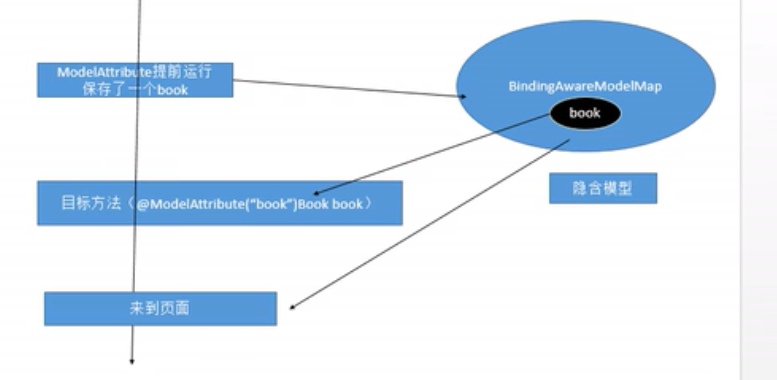 ModelAttribute提前运行
保存了一个book
BindingAwareModelMap
book
目标方法（@ModelAttribute(“book”)Book book）
隐含模型
来到页面